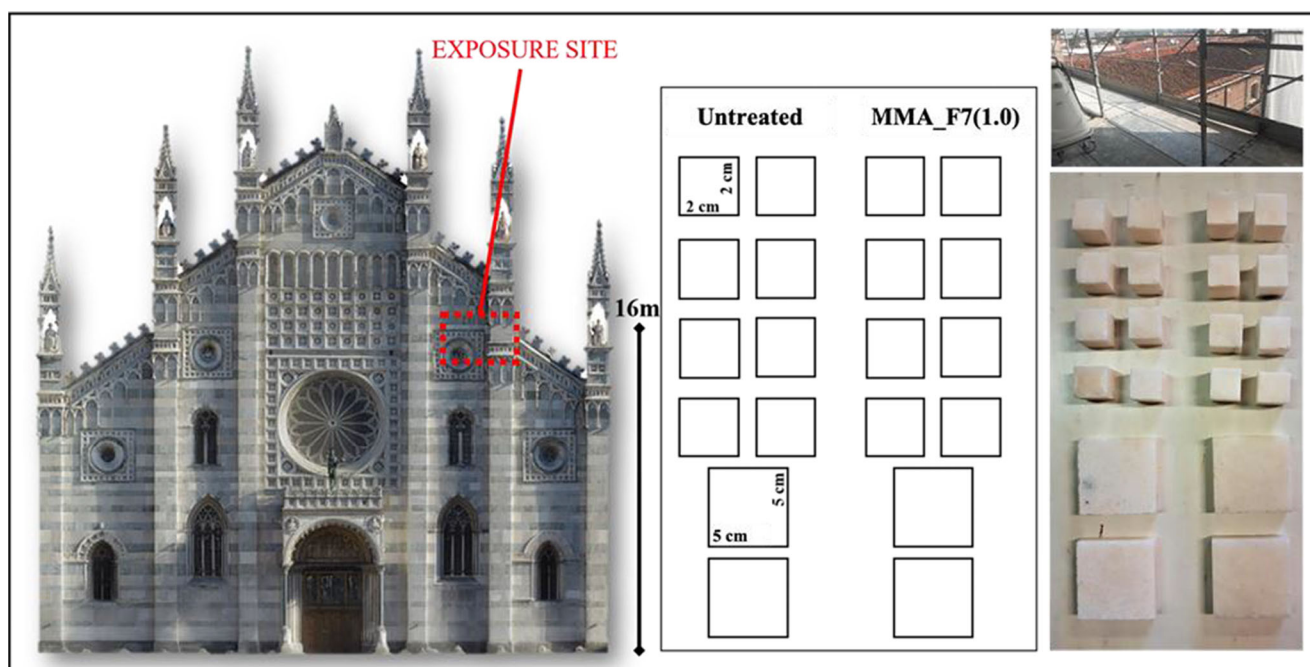 EXPOSURE SITE
16m
Untreated
MMA_F7(1.0)
2 cm
2 cm
5 cm
5 cm